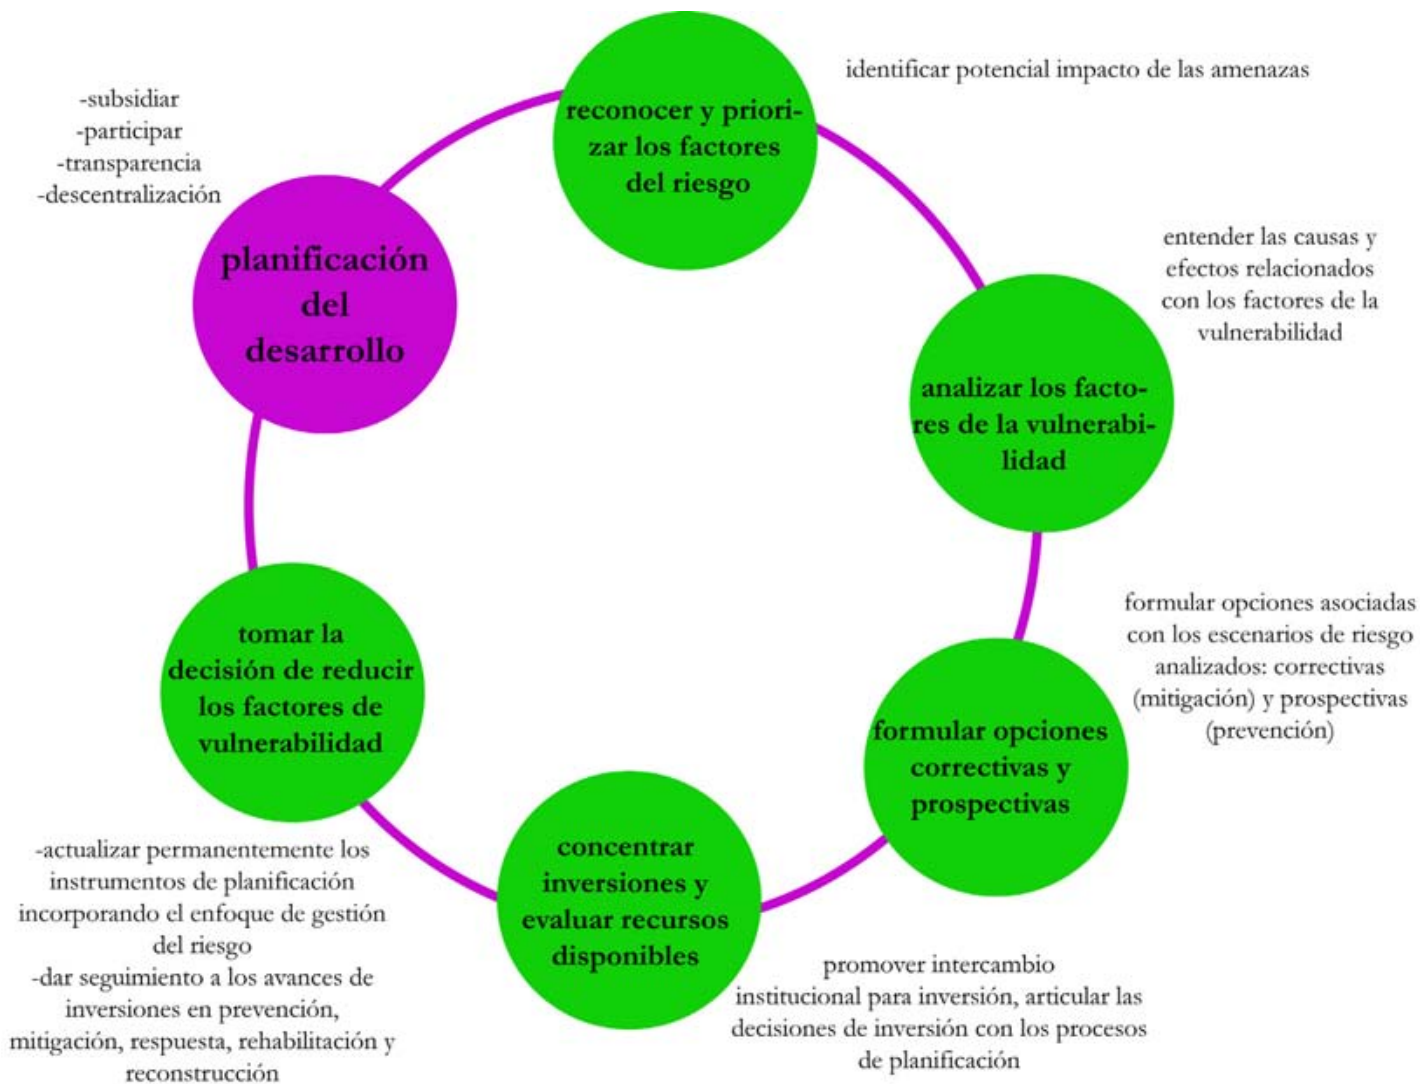 -subsidiar
-participar
-transparencia
-descentralización
planificación
del
desarrollo
reconocer y priori-
zar los factores
del riesgo
identificar potencial impacto de las amenazas
entender las causas y
efectos relacionados
con los factores de la
vulnerabilidad
analizar los facto-
res de la vulnerabi-
lidad
formular opciones asociadas
con los escenarios de riesgo
analizados: correctivas
(mitigación) y prospectivas
(prevención)
formular opciones
correctivas y
prospectivas
concentrar
inversiones y
evaluar recursos
disponibles
promover intercambio
institucional para inversión, articular las
decisiones de inversión con los procesos
de planificación
tomar la
decisión de reducir
los factores de
vulnerabilidad
-actualizar permanentemente los
instrumentos de planificación
incorporando el enfoque de gestión
del riesgo
-dar seguimiento a los avances de
inversiones en prevención,
mitigación, respuesta, rehabilitación y
reconstrucción